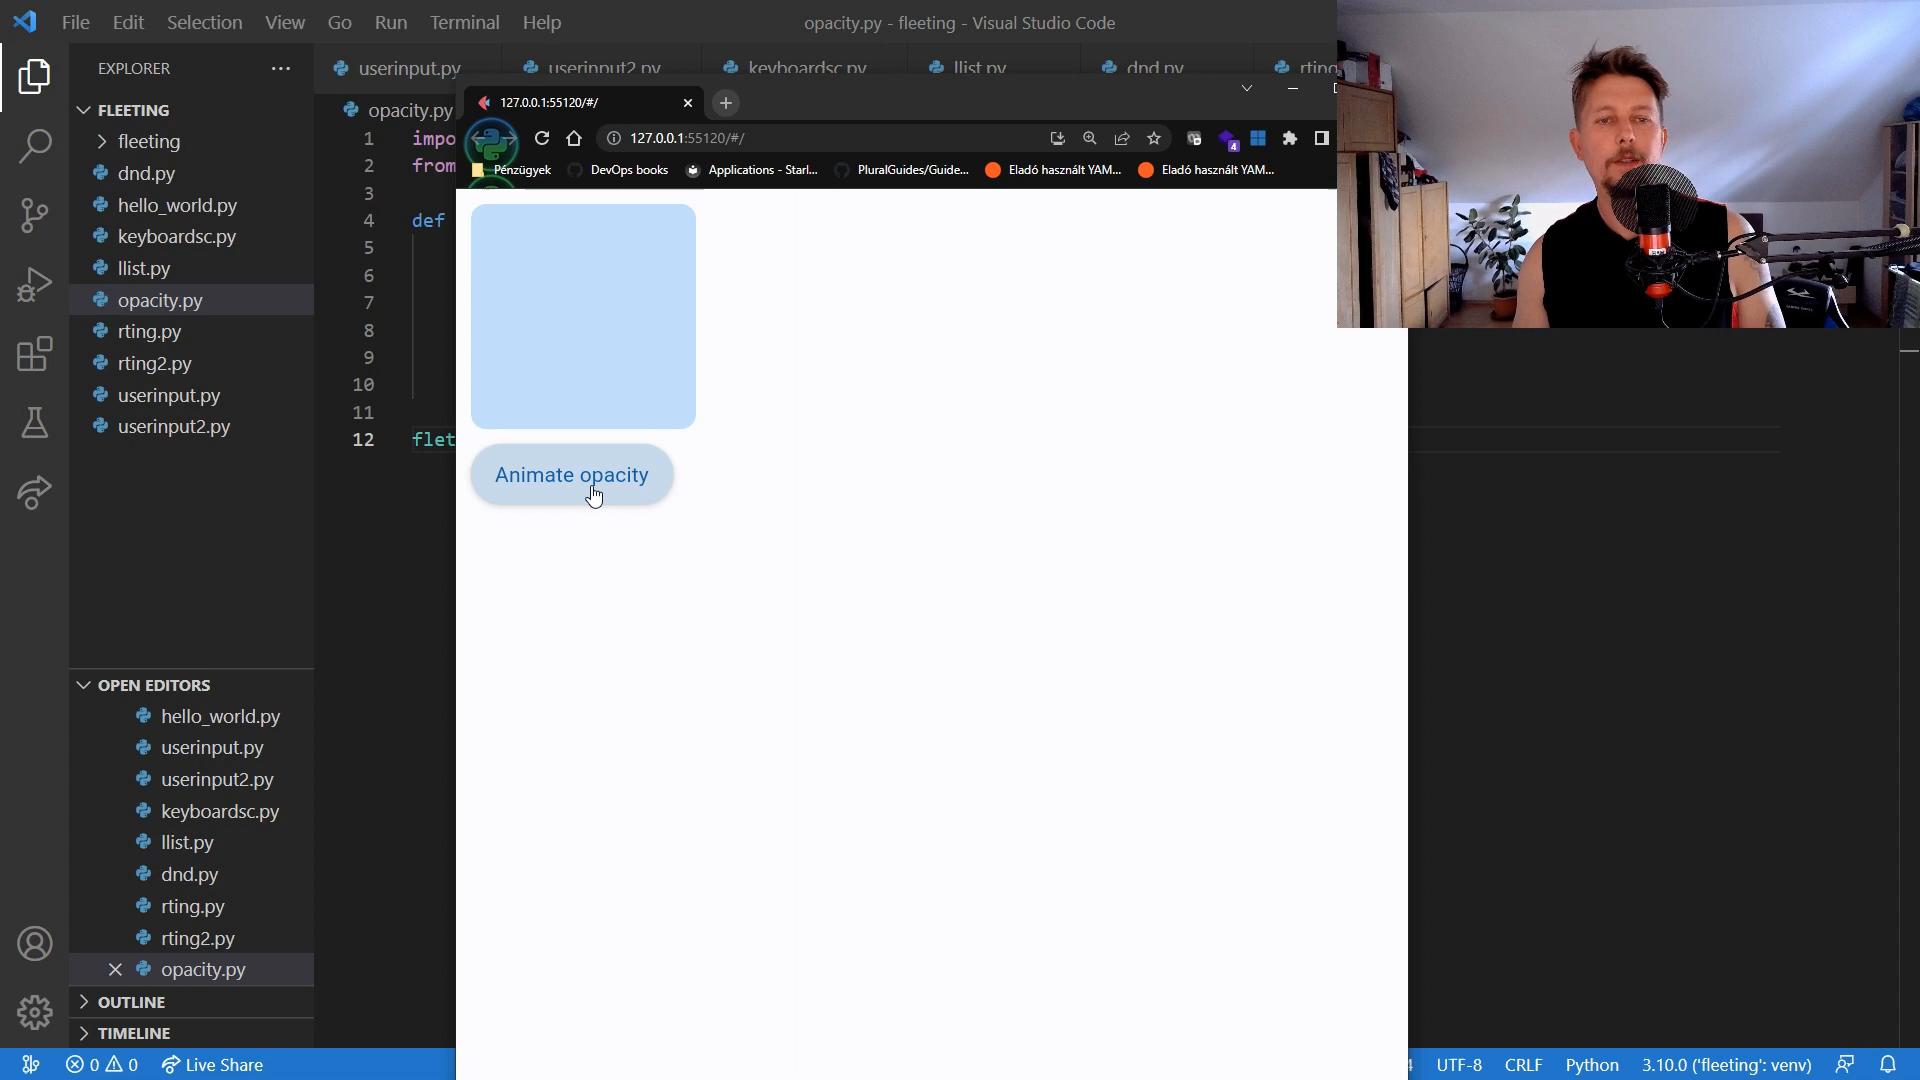 File Edit Selection View Go Run Terminal Help
opacity.py - fleeting - Visual Studio Code
EXPLORER
FLEETING
fleeting
dnd.py
hello_world.py
keyboardsc.py
llist.py
opacity.py
rting.py
rting2.py
userinput.py
userinput2.py
OPEN EDITORS
hello_world.py
userinput.py
userinput2.py
keyboardsc.py
llist.py
dnd.py
rting.py
rting2.py
opacity.py
OUTLINE
TIMELINE
userinput.py userinput2.py keyboardsc.py llist.py dnd.py rting
opacity.py
1 impo
2 from
3
4 def
5
6
7
8
9
10
11
12 flet
127.0.0.1:55120/#/
127.0.0.1:55120/#/
4
Pénzügyek DevOps books Applications - Starl... PluralGuides/Guide... Eladó használt YAM... Eladó használt YAM...
Animate opacity
0 0 Live Share
4 UTF-8 CRLF Python 3.10.0 ('fleeting': venv)